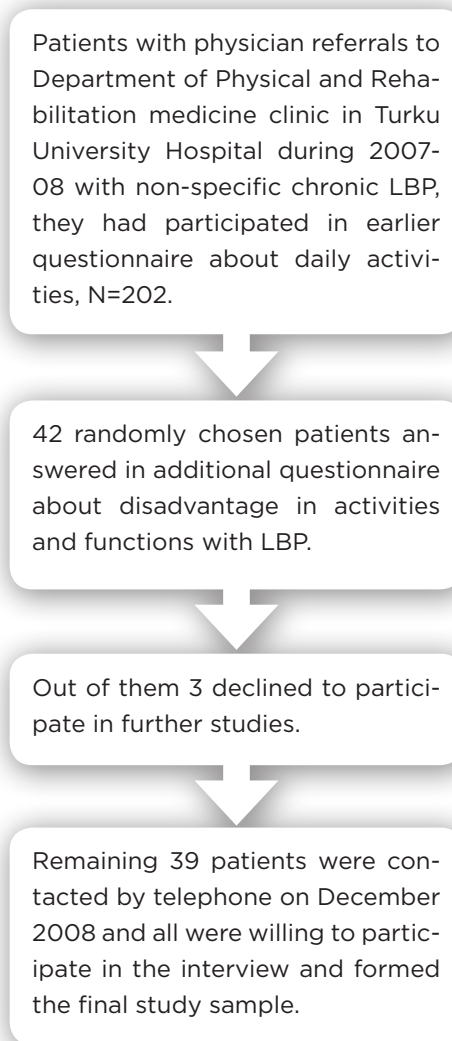 Patients with physician referrals to
Department of Physical and Reha-
bilitation medicine clinic in Turku
University Hospital during 2007-
08 with non-specific chronic LBP,
they had participated in earlier
questionnaire about daily activi-
ties, N=202.
42 randomly chosen patients an-
swered in additional questionnaire
about disadvantage in activities
and functions with LBP.
Out of them 3 declined to partici-
pate in further studies.
Remaining 39 patients were con-
tacted by telephone on December
2008 and all were willing to partic-
ipate in the interview and formed
the final study sample.